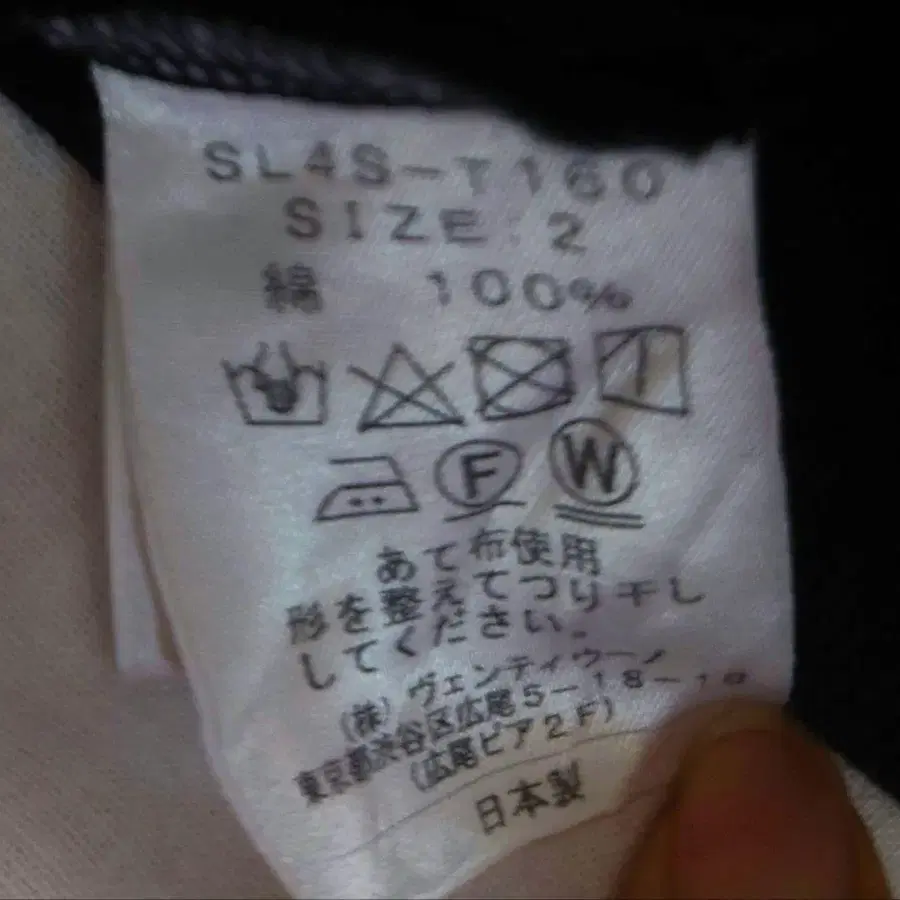 SL4S-T160
SIZE:2
綿 100%
F W
あて布使用
形を整えてつり干し
してください。
(株) ヴェンティウーノ
東京都渋谷区広尾5-18-
(広尾ピア2F)
日本製